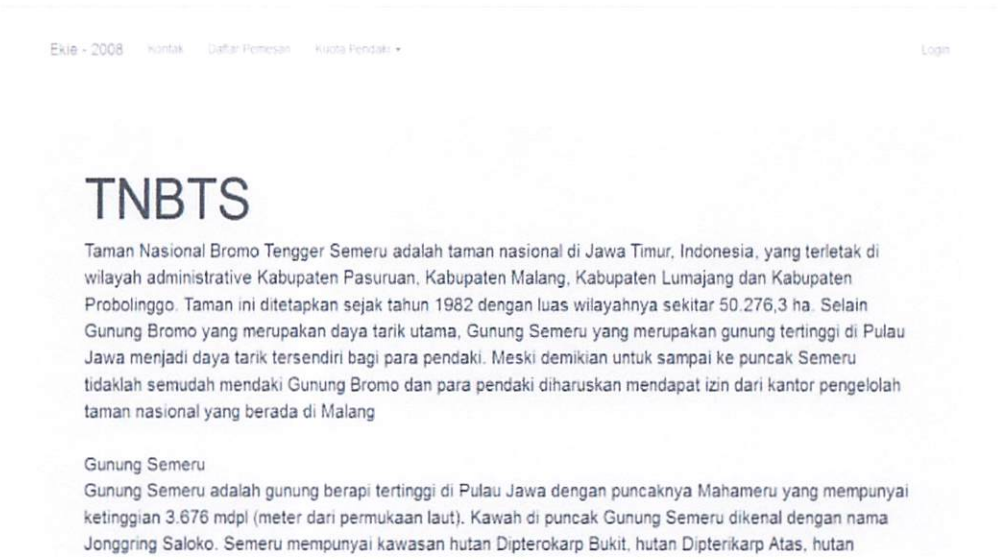 Ekie - 2008 Kontak Daftar Pemesan Kuota Pendaki Login
TNBTS
Taman Nasional Bromo Tengger Semeru adalah taman nasional di Jawa Timur, Indonesia, yang terletak di
wilayah administrative Kabupaten Pasuruan, Kabupaten Malang, Kabupaten Lumajang dan Kabupaten
Probolinggo. Taman ini ditetapkan sejak tahun 1982 dengan luas wilayahnya sekitar 50.276,3 ha. Selain
Gunung Bromo yang merupakan daya tarik utama, Gunung Semeru yang merupakan gunung tertinggi di Pulau
Jawa menjadi daya tarik tersendiri bagi para pendaki. Meski demikian untuk sampai ke puncak Semeru
tidaklah semudah mendaki Gunung Bromo dan para pendaki diharuskan mendapat izin dari kantor pengelolah
taman nasional yang berada di Malang
Gunung Semeru
Gunung Semeru adalah gunung berapi tertinggi di Pulau Jawa dengan puncaknya Mahameru yang mempunyai
ketinggian 3.676 mdpl (meter dari permukaan laut). Kawah di puncak Gunung Semeru dikenal dengan nama
Jonggring Saloko. Semeru mempunyai kawasan hutan Dipterokarp Bukit, hutan Dipterikarp Atas, hutan